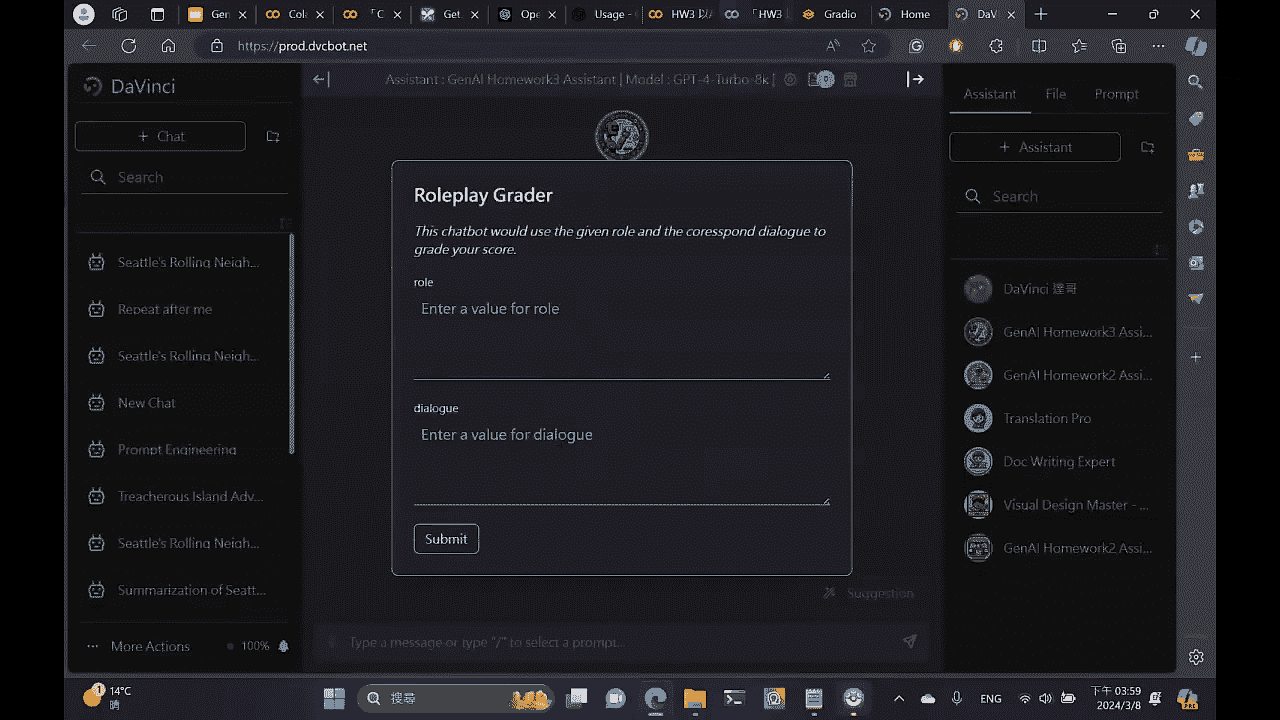 Gen
Col
「C
Get
Ope
Usage -
HW3
「HW3
Gradio
Home
DaV
https://prod.dvcbot.net
DaVinci
+ Chat
Search
Seattle's Rolling Neigh...
Repeat after me
Seattle's Rolling Neigh...
New Chat
Prompt Engineering
Treacherous Island Adv...
Seattle's Rolling Neigh...
Summarization of Seatt...
More Actions
100%
Assistant : GenAI Homework3 Assistant | Model : GPT-4-Turbo-8k
Roleplay Grader
This chatbot would use the given role and the coresspond dialogue to
grade your score.
role
Enter a value for role
dialogue
Enter a value for dialogue
Submit
Suggestion
Type a message or type "/" to select a prompt...
Assistant File Prompt
+ Assistant
Search
DaVinci 達哥
GenAI Homework3 Assi...
GenAI Homework2 Assi...
Translation Pro
Doc Writing Expert
Visual Design Master - ...
GenAI Homework2 Assi...
14°C
晴
搜尋
ENG
下午 03:59
2024/3/8